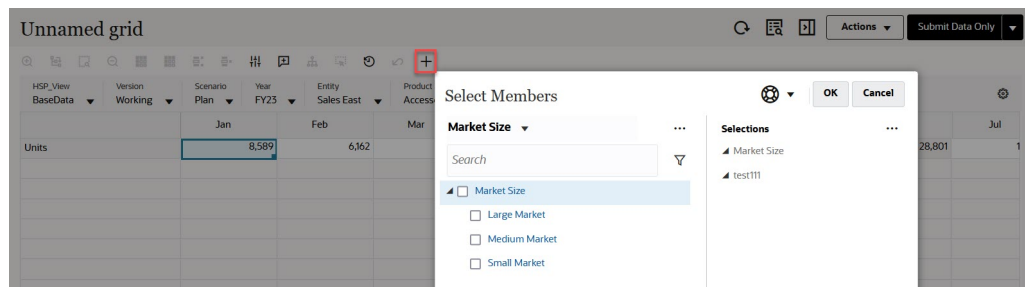 Unnamed grid
Actions
Submit Data Only
HSP_View Version Scenario Year Entity Product
BaseData Working Plan FY23 Sales East Access
Jan Feb Mar Jul
Units 8,589 6,162 28,801 1
Select Members
OK Cancel
Market Size ...
Search
Market Size
Large Market
Medium Market
Small Market
Selections ...
Market Size
test111